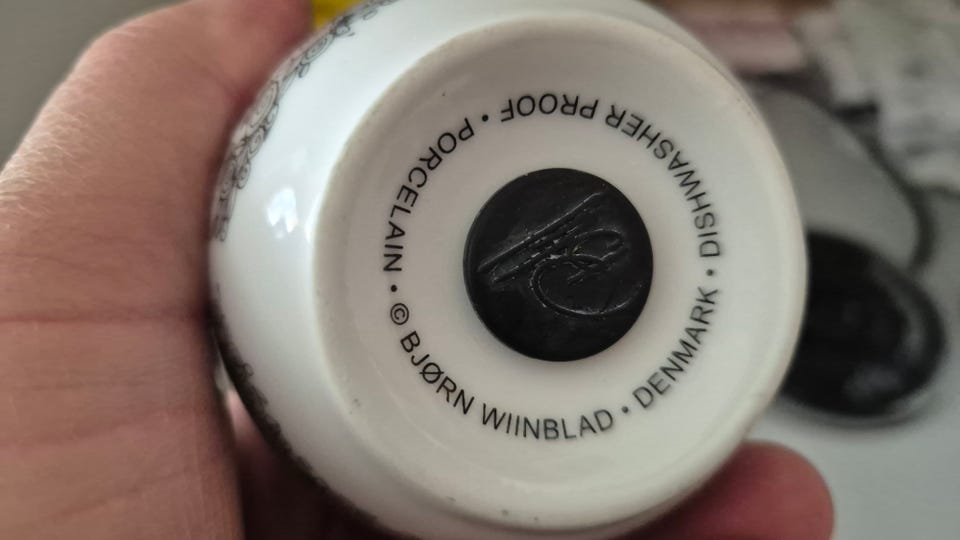 © BJØRN WIINBLAD • DENMARK • DISHWASHER PROOF • PORCELAIN •